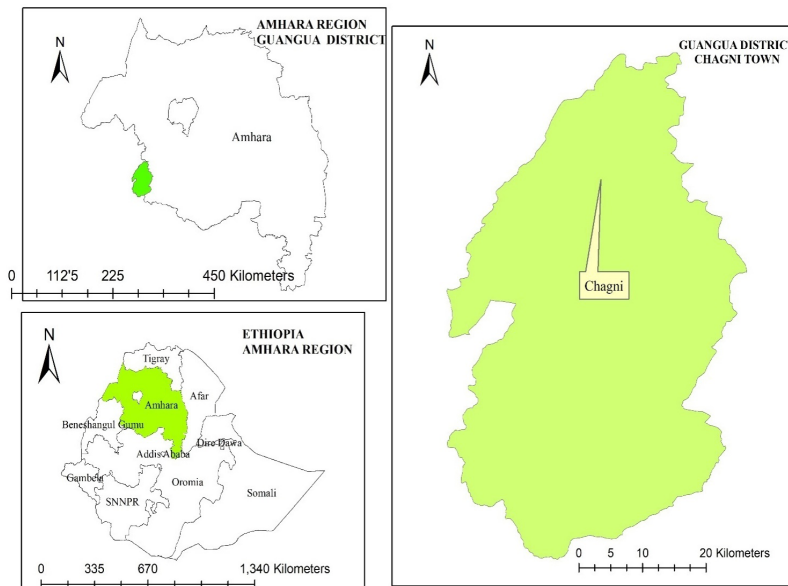 AMHARA REGION
GUANGUA DISTRICT
N
Amhara
0 112'5 225 450 Kilometers
ETHIOPIA
AMHARA REGION
N
Tigray
Afar
Amhara
Beneshangul Gumu
Dire Dawa
Addis Ababa
Gambela
Oromia
Somali
SNNPR
0 335 670 1,340 Kilometers
GUANGUA DISTRIC
CHAGNI TOWN
N
Chagni
0 5 10 20 Kilometers